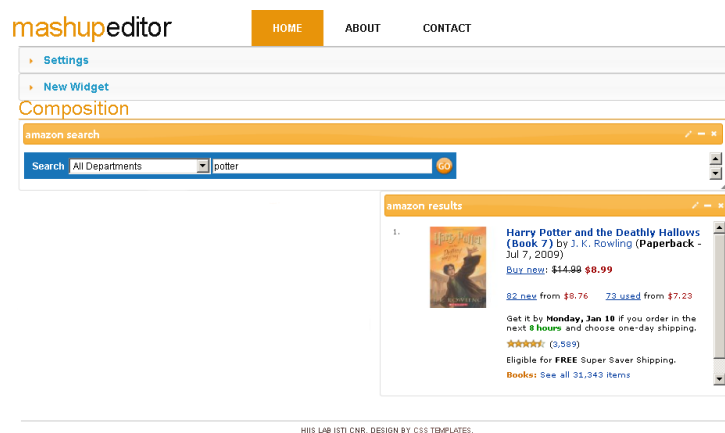 mashupeditor
HOME ABOUT CONTACT
Settings
New Widget
Composition
amazon search
Search All Departments potter GO
amazon results
1.
Harry Potter and the Deathly Hallows
(Book 7) by J. K. Rowling (Paperback -
Jul 7, 2009)
Buy new: $14.99 $8.99
82 new from $8.76 73 used from $7.23
Get it by Monday, Jan 10 if you order in the
next 8 hours and choose one-day shipping.
(3,589)
Eligible for FREE Super Saver Shipping.
Books: See all 31,343 items
HIIS LAB ISTI CNR. DESIGN BY CSS TEMPLATES.